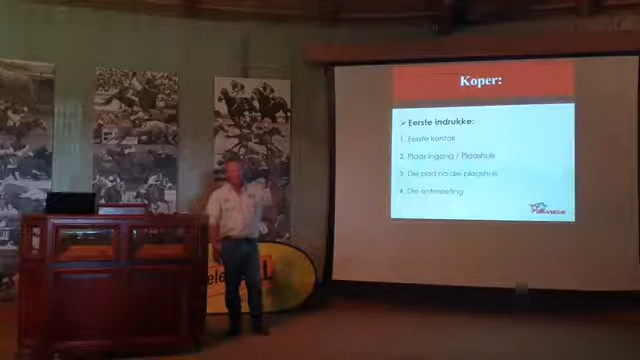 Koper:
➢ Eerste indrukke:
1. Eerste kontak
2. Plaas ingang / Plaashuis
3. Die pad na die plaashuis
4. Die ontmoeting